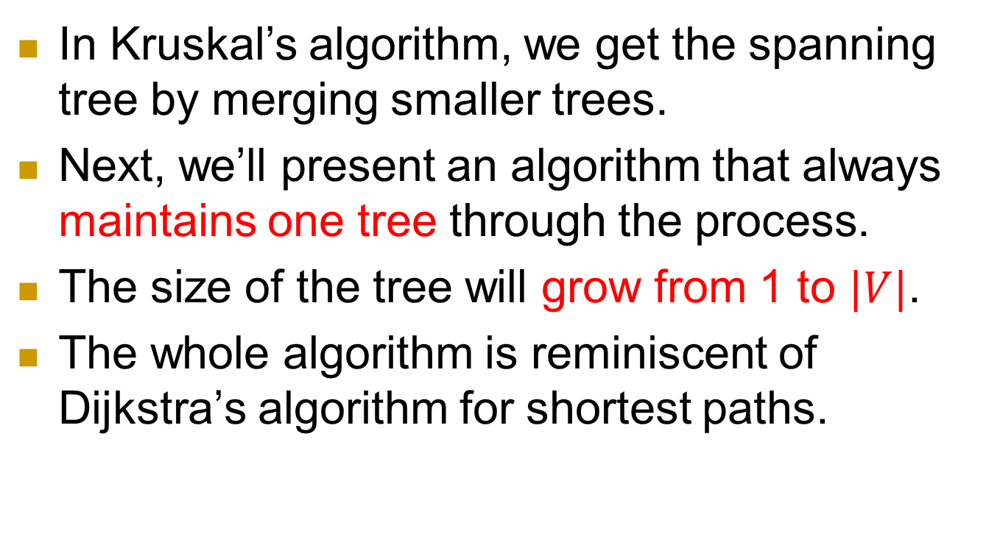 In Kruskal’s algorithm, we get the spanning
tree by merging smaller trees.
Next, we’ll present an algorithm that always
maintains one tree through the process.
The size of the tree will grow from 1 to |𝑉|.
The whole algorithm is reminiscent of
Dijkstra’s algorithm for shortest paths.